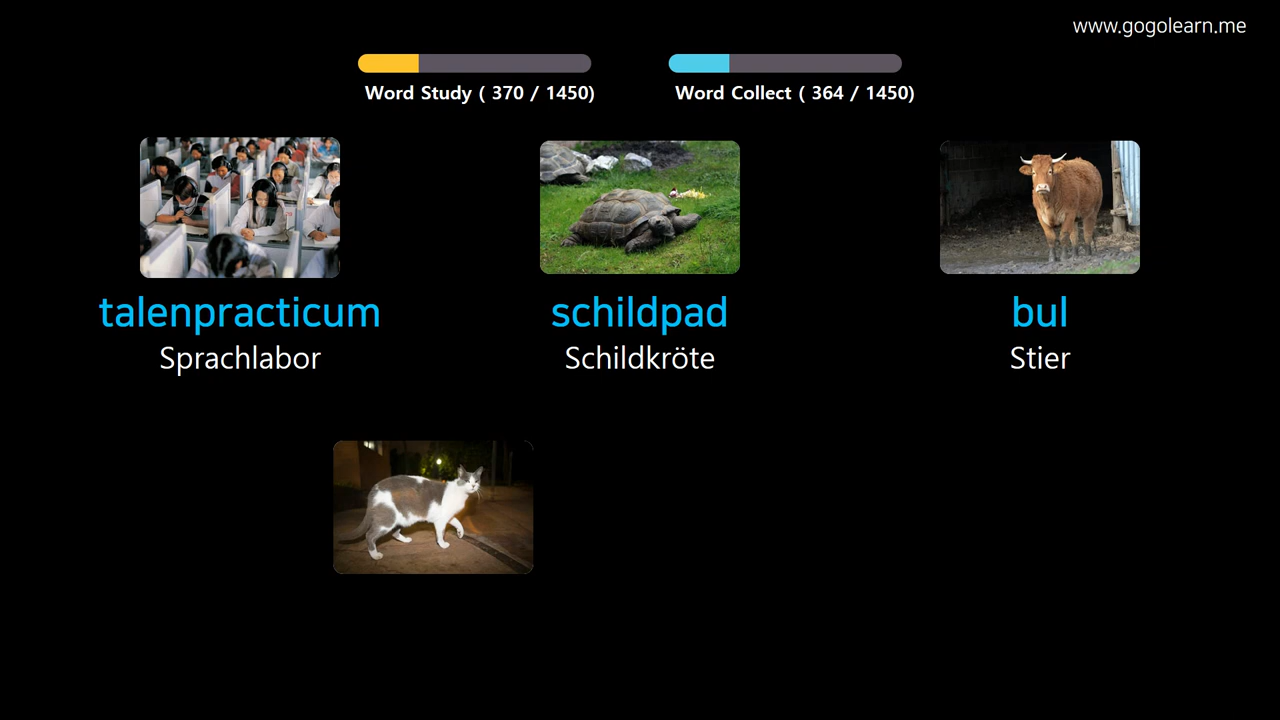 www.gogolearn.me
Word Study ( 370 / 1450)
Word Collect ( 364 / 1450)
talenpracticum
schildpad
bul
Sprachlabor
Schildkröte
Stier